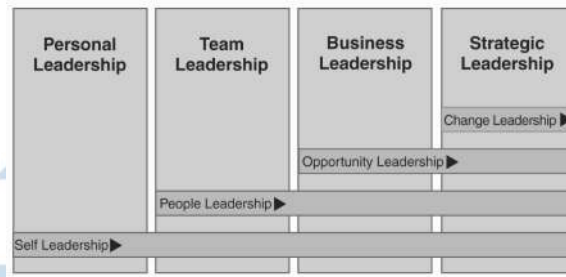 Personal
Leadership
Team
Leadership
Business
Leadership
Strategic
Leadership
Change Leadership
Opportunity Leadership
People Leadership
Self Leadership